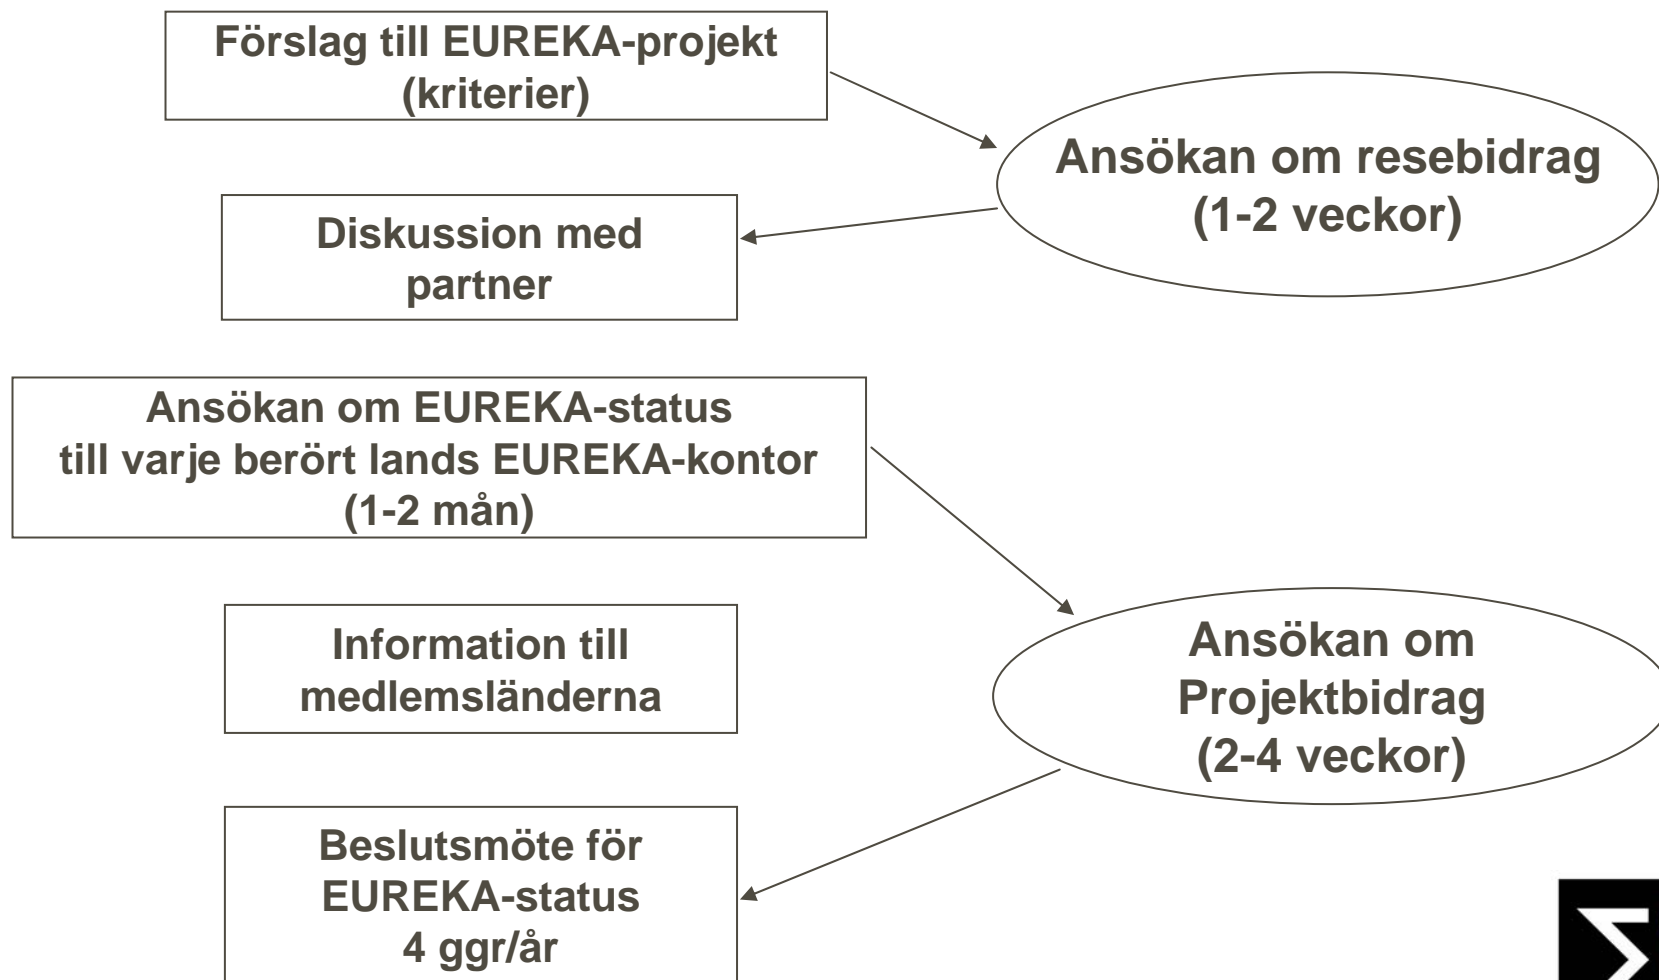 Förslag till EUREKA-projekt
(kriterier)
Ansökan om resebidrag
(1-2 veckor)
Diskussion med
partner
Ansökan om EUREKA-status
till varje berört lands EUREKA-kontor
(1-2 mån)
Information till
medlemsländerna
Ansökan om
Projektbidrag
(2-4 veckor)
Beslutsmöte för
EUREKA-status
4 ggr/år